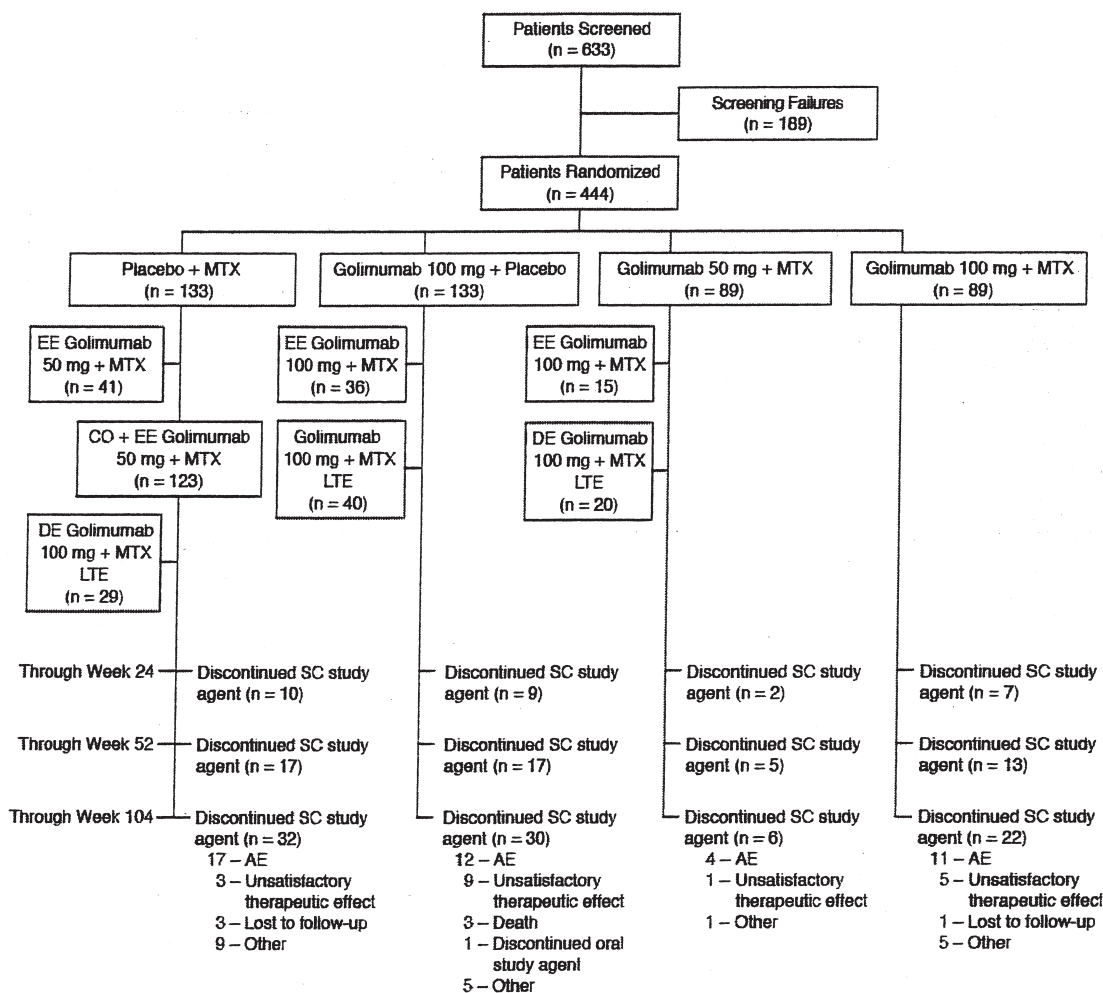 Patients Screened
(n = 633)
Screening Failures
(n = 189)
Patients Randomized
(n = 444)
Placebo + MTX
(n = 133)
Golimumab 100 mg + Placebo
(n = 133)
Golimumab 50 mg + MTX
(n = 89)
Golimumab 100 mg + MTX
(n = 89)
EE Golimumab
50 mg + MTX
(n = 41)
EE Golimumab
100 mg + MTX
(n = 36)
EE Golimumab
100 mg + MTX
(n = 15)
CO + EE Golimumab
50 mg + MTX
(n = 123)
Golimumab
100 mg + MTX
LTE
(n = 40)
DE Golimumab
100 mg + MTX
LTE
(n = 20)
DE Golimumab
100 mg + MTX
LTE
(n = 29)
Through Week 24
Discontinued SC study
agent (n = 10)
Discontinued SC study
agent (n = 9)
Discontinued SC study
agent (n = 2)
Discontinued SC study
agent (n = 7)
Through Week 52
Discontinued SC study
agent (n = 17)
Discontinued SC study
agent (n = 17)
Discontinued SC study
agent (n = 5)
Discontinued SC study
agent (n = 13)
Through Week 104
Discontinued SC study
agent (n = 32)
17 – AE
3 – Unsatisfactory
therapeutic effect
3 – Lost to follow-up
9 – Other
Discontinued SC study
agent (n = 30)
12 – AE
9 – Unsatisfactory
therapeutic effect
3 – Death
1 – Discontinued oral
study agent
5 – Other
Discontinued SC study
agent (n = 6)
4 – AE
1 – Unsatisfactory
therapeutic effect
1 – Other
Discontinued SC study
agent (n = 22)
11 – AE
5 – Unsatisfactory
therapeutic effect
1 – Lost to follow-up
5 – Other